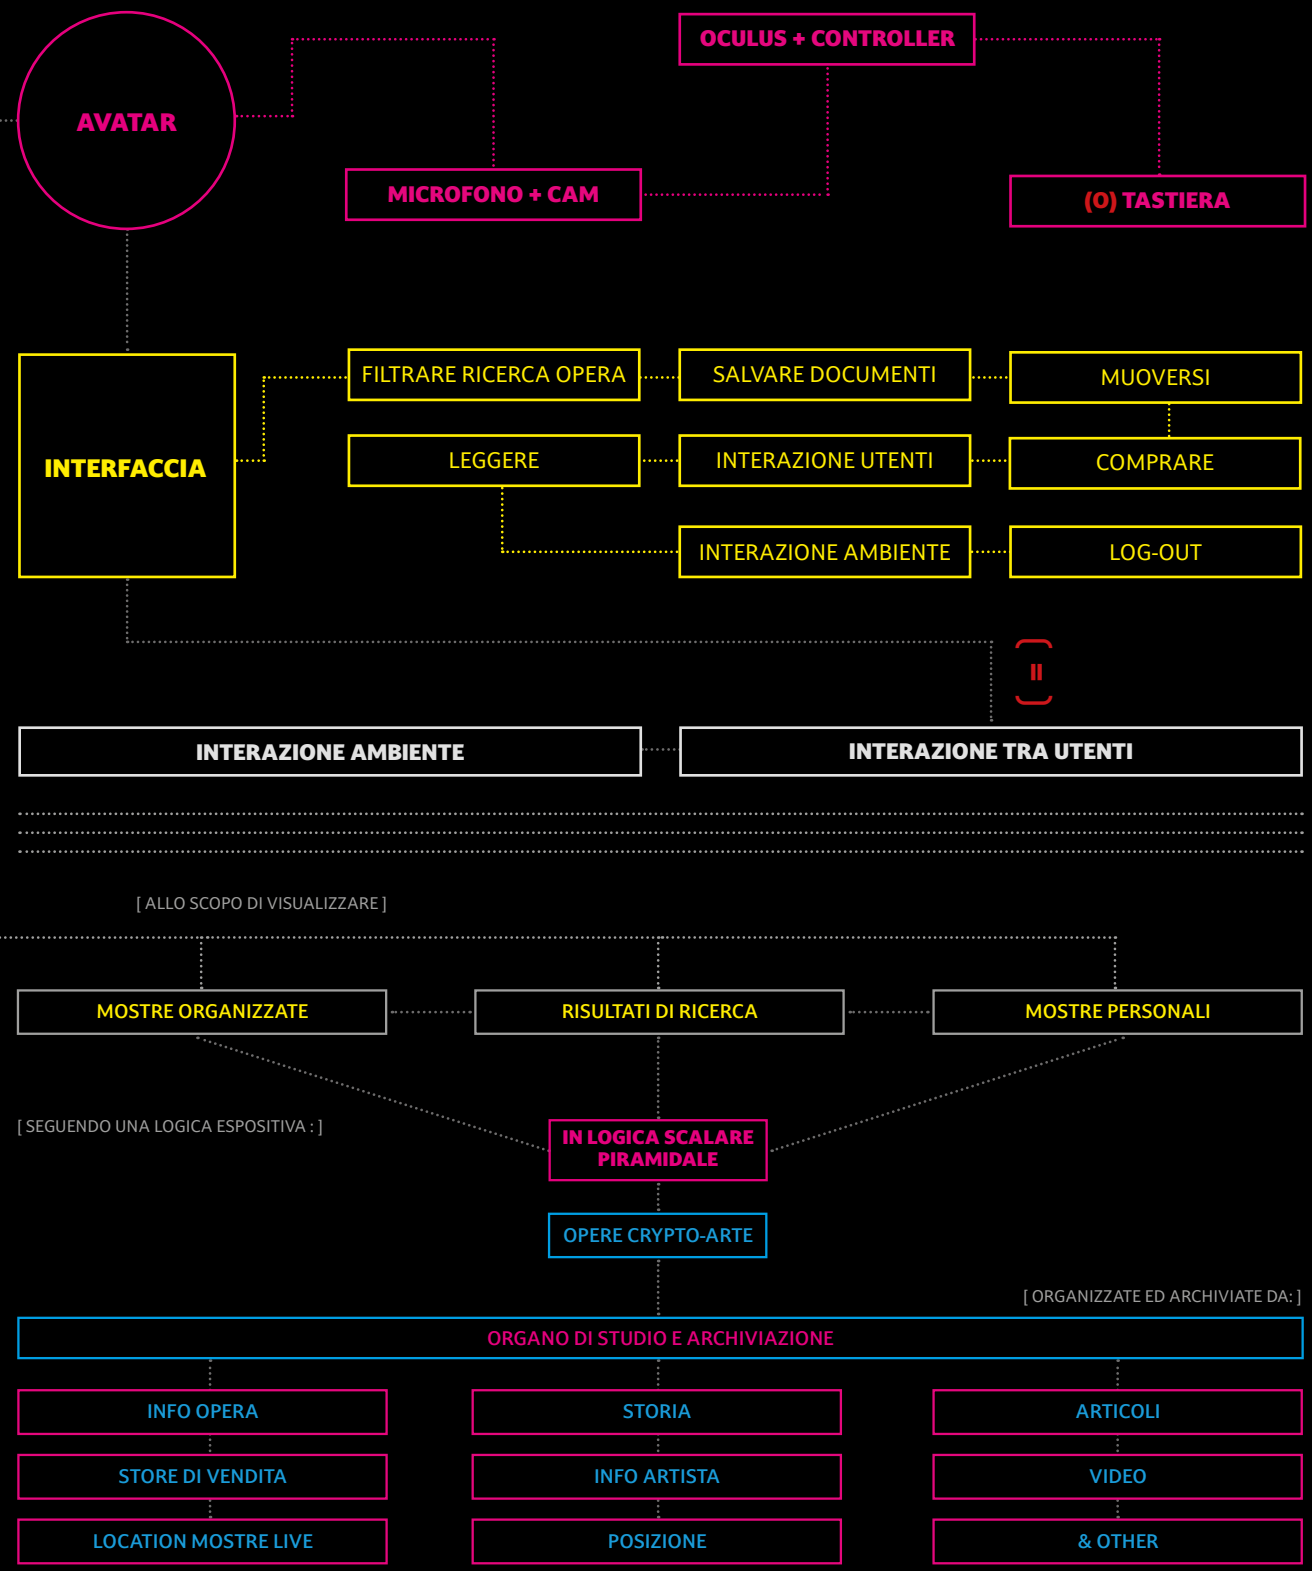 AVATAR
OCULUS + CONTROLLER
MICROFONO + CAM
(O) TASTIERA
INTERFACCIA
FILTRARE RICERCA OPERA
SALVARE DOCUMENTI
MUOVERSI
LEGGERE
INTERAZIONE UTENTI
COMPRARE
INTERAZIONE AMBIENTE
LOG-OUT
II
INTERAZIONE AMBIENTE
INTERAZIONE TRA UTENTI
[ ALLO SCOPO DI VISUALIZZARE ]
MOSTRE ORGANIZZATE
RISULTATI DI RICERCA
MOSTRE PERSONALI
[ SEGUENDO UNA LOGICA ESPOSITIVA : ]
IN LOGICA SCALARE
PIRAMIDALE
OPERE CRYPTO-ARTE
[ ORGANIZZATE ED ARCHIVIATE DA: ]
ORGANO DI STUDIO E ARCHIVIAZIONE
INFO OPERA
STORIA
ARTICOLI
STORE DI VENDITA
INFO ARTISTA
VIDEO
LOCATION MOSTRE LIVE
POSIZIONE
& OTHER